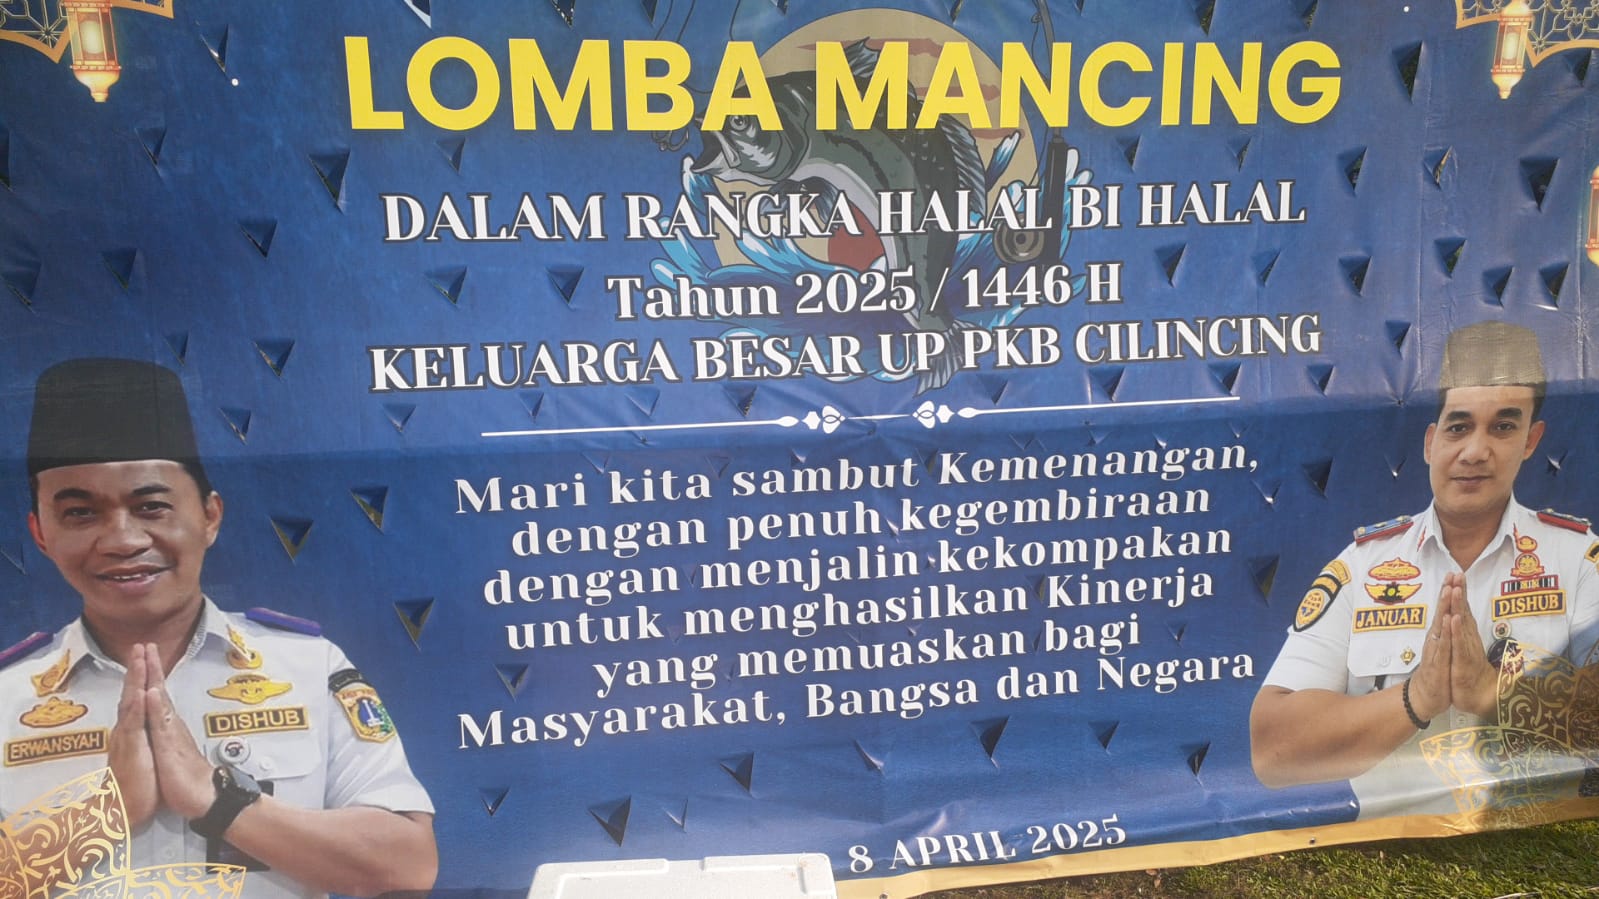 LOMBA MANCING
DALAM RANGKA HALAL BI HALAL
Tahun 2025 / 1446 H
KELUARGA BESAR UP PKB CILINCING
Mari kita sambut Kemenangan,
dengan penuh kegembiraan
dengan menjalin kekompakan
untuk menghasilkan Kinerja
yang memuaskan bagi
Masyarakat, Bangsa dan Negara
ERWANSYAH
DISHUB
JANUAR
DISHUB
8 APRIL 2025